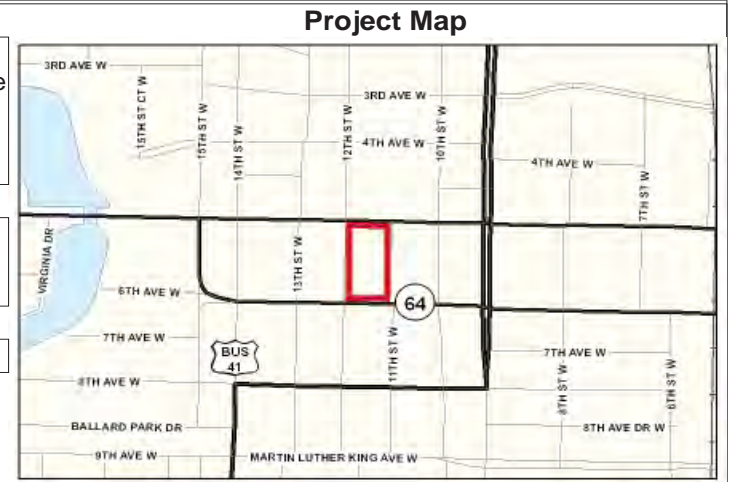 Project Map
e
3RD AVE W
15TH ST CT W
15TH ST W
14TH ST W
12TH ST W
3RD AVE W
10TH ST W
4TH AVE W
4TH AVE W
7TH ST W
VIRGINIA DR
13TH ST W
6TH AVE W
64
7TH AVE W
BUS
41
11TH ST W
7TH AVE W
8TH AVE W
8TH ST W
6TH ST W
BALLARD PARK DR
8TH AVE DR W
9TH AVE W
MARTIN LUTHER KING AVE W